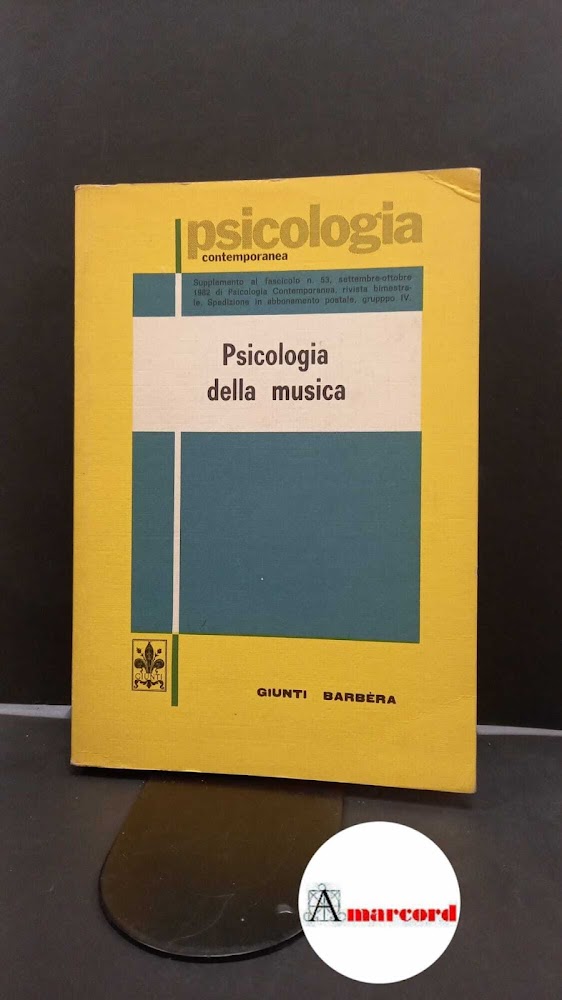 psicologia
contemporanea
Supplemento al fascicolo n. 53, settembre-ottobre
1982 di Psicologia Contemporanea, rivista bimestra-
le. Spedizione in abbonamento postale, grupppo IV.
Psicologia
della musica
GIUNTI
GIUNTI BARBÈRA
Amarcord